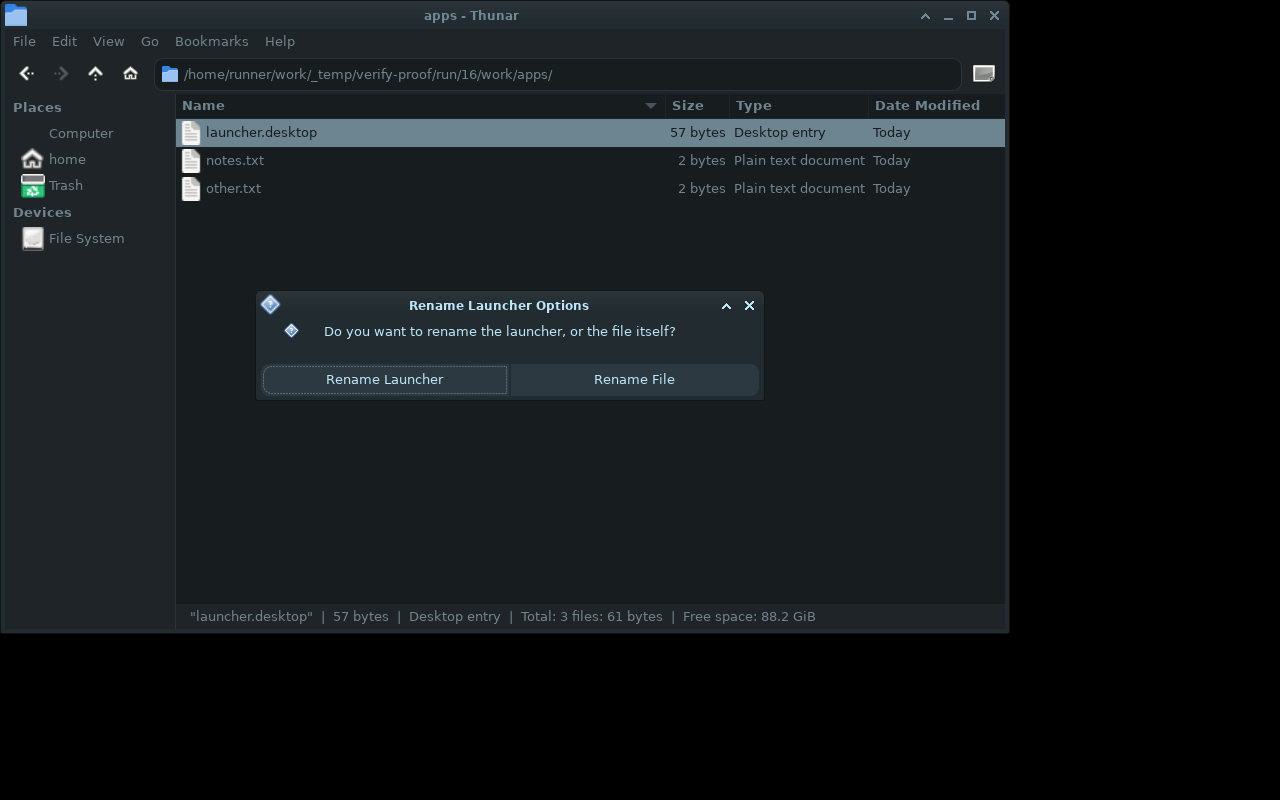 apps - Thunar
File Edit View Go Bookmarks Help
/home/runner/work/_temp/verify-proof/run/16/work/apps/
Places
Computer
home
Trash
Devices
File System
Name Size Type Date Modified
launcher.desktop 57 bytes Desktop entry Today
notes.txt 2 bytes Plain text document Today
other.txt 2 bytes Plain text document Today
Rename Launcher Options
Do you want to rename the launcher, or the file itself?
Rename Launcher Rename File
"launcher.desktop" | 57 bytes | Desktop entry | Total: 3 files: 61 bytes | Free space: 88.2 GiB